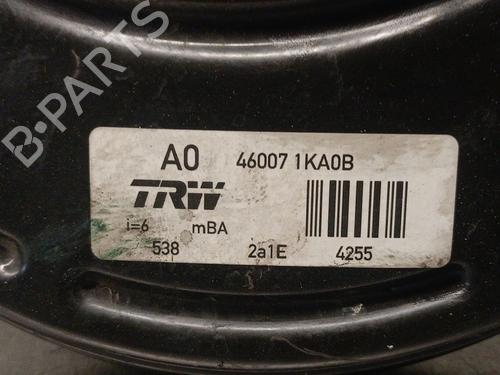 B-PARTS
A0 46007 1KA0B
TRW
i=6 mBA
538 2a1E 4255